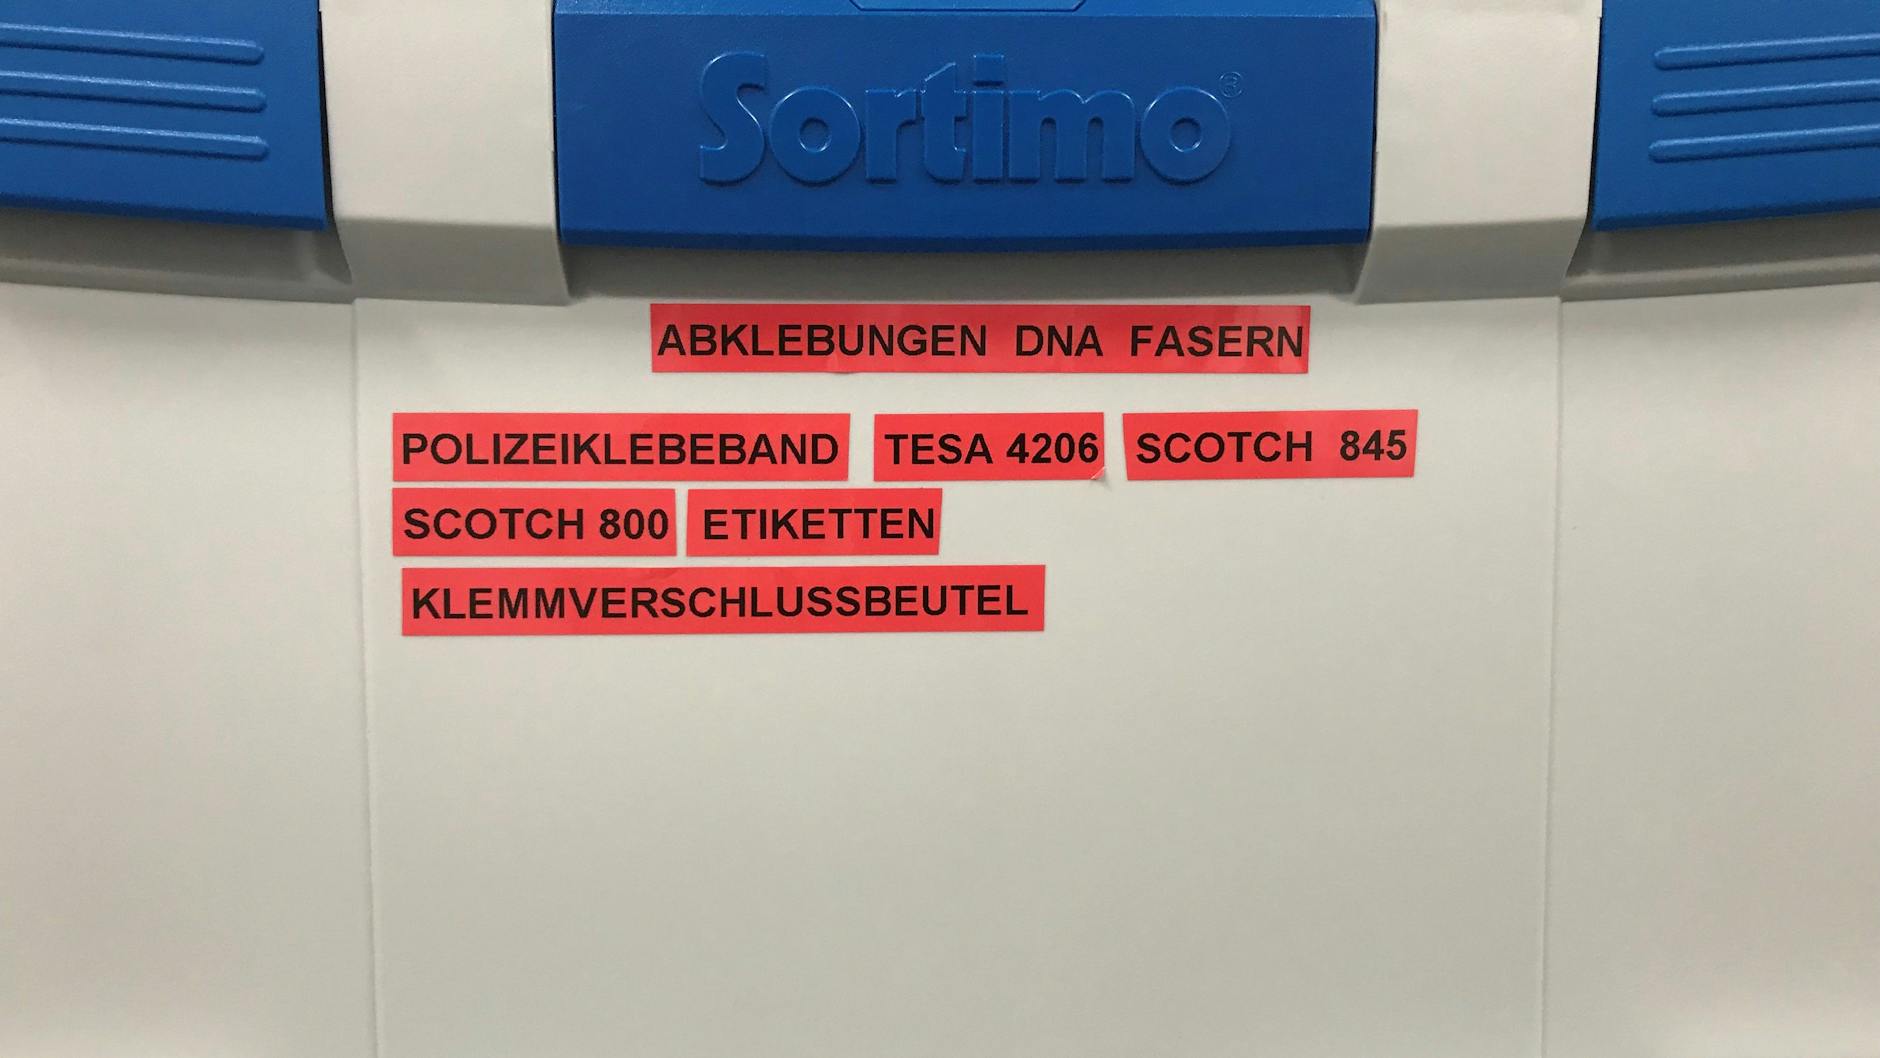 Sortimo®
ABKLEBUNGEN DNA FASERN
POLIZEIKLEBEBAND TESA 4206 SCOTCH 845
SCOTCH 800 ETIKETTEN
KLEMMVERSCHLUSSBEUTEL